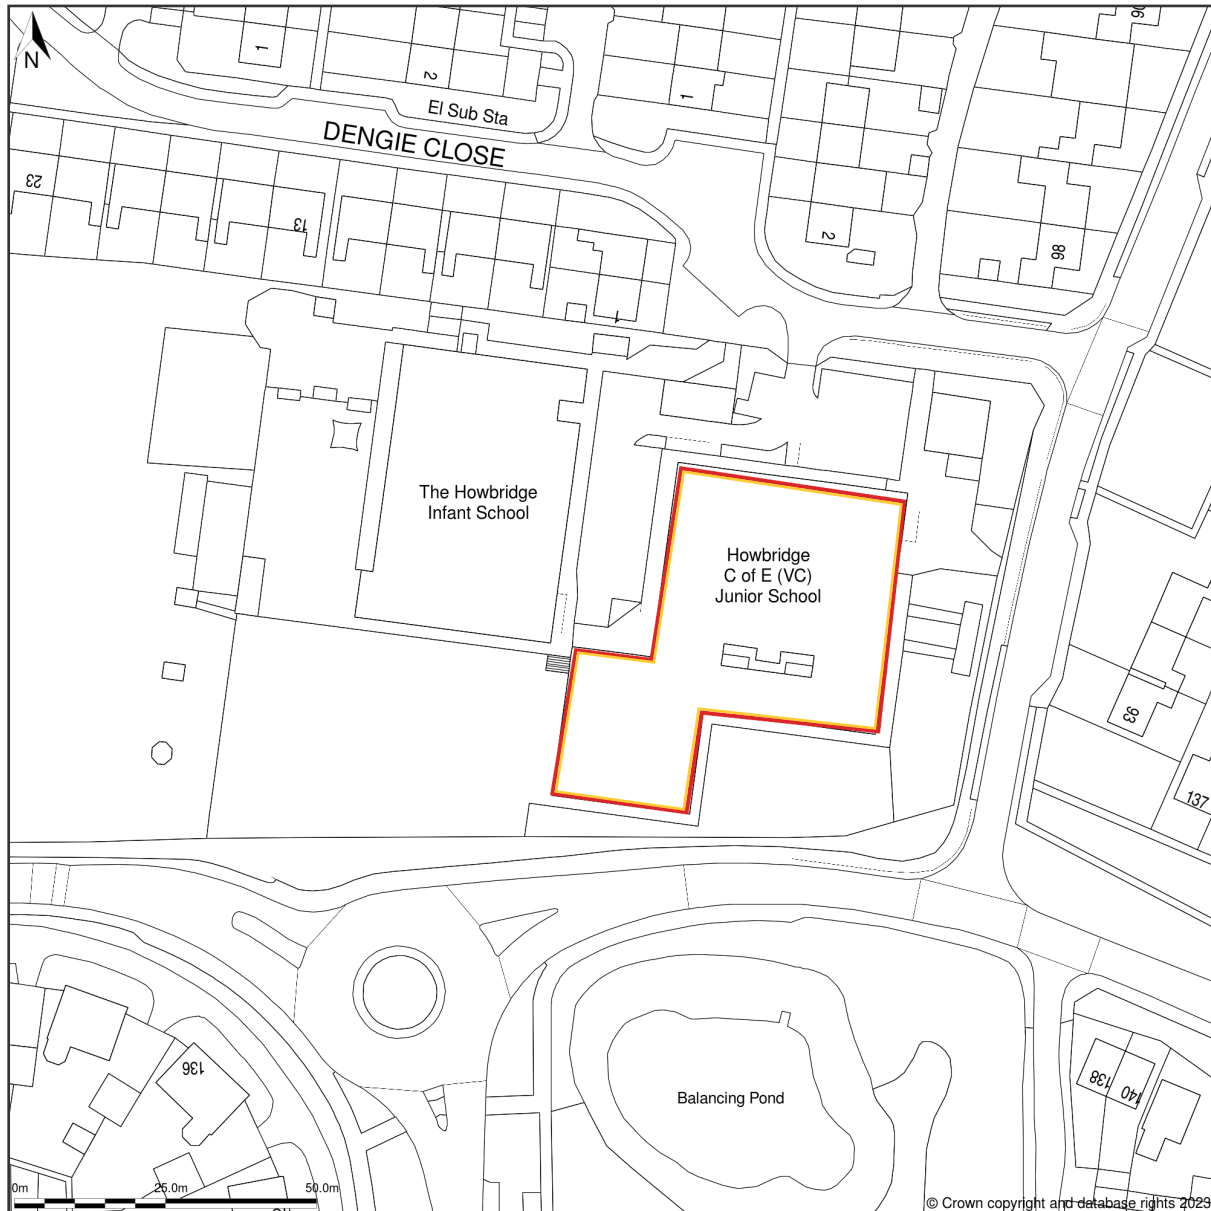 90
N
1
2
1
El Sub Sta
DENGIE CLOSE
23
13
2
98
1
The Howbridge
Infant School
Howbridge
C of E (VC)
Junior School
93
137
136
138
140
Balancing Pond
0m
25.0m
50.0m
© Crown copyright and database rights 2023